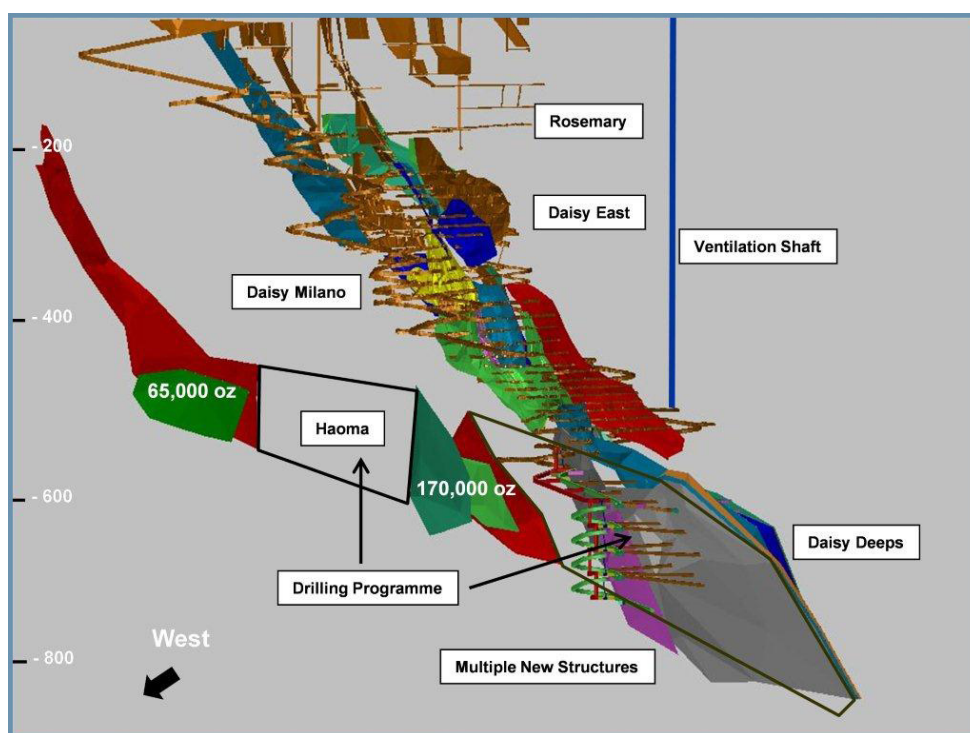 Rosemary
- 200
Daisy East
Ventilation Shaft
Daisy Milano
- 400
65,000 oz
Haoma
170,000 oz
- 600
Daisy Deeps
Drilling Programme
West
Multiple New Structures
- 800